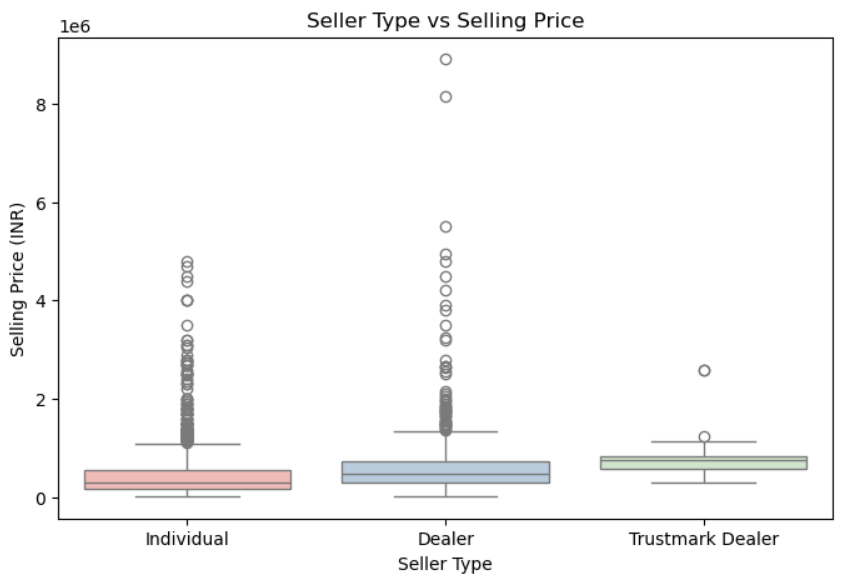 Seller Type vs Selling Price
1e6
8
6
4
2
0
Selling Price (INR)
Individual
Dealer
Trustmark Dealer
Seller Type